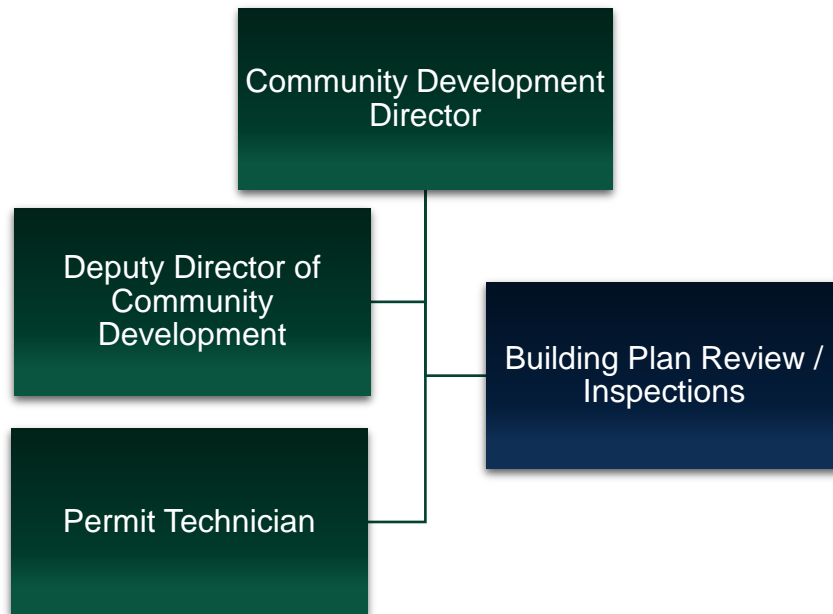 Community Development
Director
Deputy Director of
Community
Development
Building Plan Review /
Inspections
Permit Technician